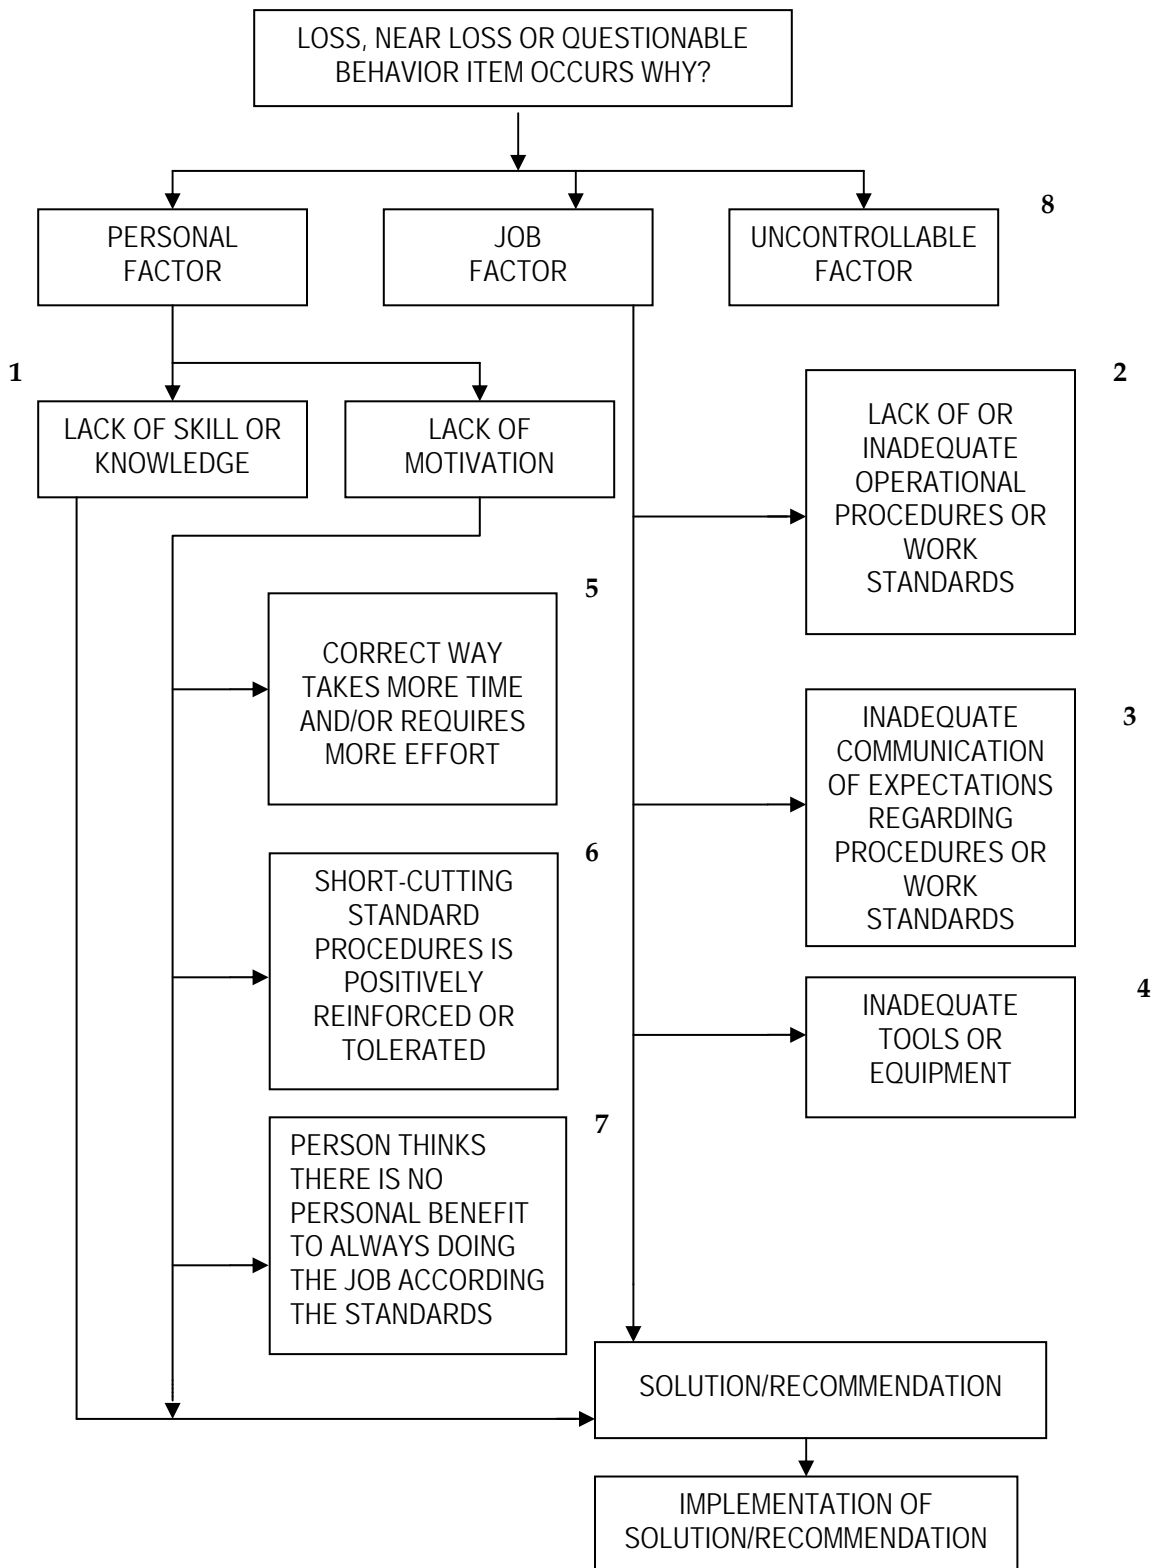 LOSS, NEAR LOSS OR QUESTIONABLE
BEHAVIOR ITEM OCCURS WHY?
8
PERSONAL
FACTOR
JOB
FACTOR
UNCONTROLLABLE
FACTOR
1
LACK OF SKILL OR
KNOWLEDGE
LACK OF
MOTIVATION
2
LACK OF OR
INADEQUATE
OPERATIONAL
PROCEDURES OR
WORK
STANDARDS
5
CORRECT WAY
TAKES MORE TIME
AND/OR REQUIRES
MORE EFFORT
3
INADEQUATE
COMMUNICATION
OF EXPECTATIONS
REGARDING
PROCEDURES OR
WORK
STANDARDS
6
SHORT-CUTTING
STANDARD
PROCEDURES IS
POSITIVELY
REINFORCED OR
TOLERATED
4
INADEQUATE
TOOLS OR
EQUIPMENT
7
PERSON THINKS
THERE IS NO
PERSONAL BENEFIT
TO ALWAYS DOING
THE JOB ACCORDING
THE STANDARDS
SOLUTION/RECOMMENDATION
IMPLEMENTATION OF
SOLUTION/RECOMMENDATION